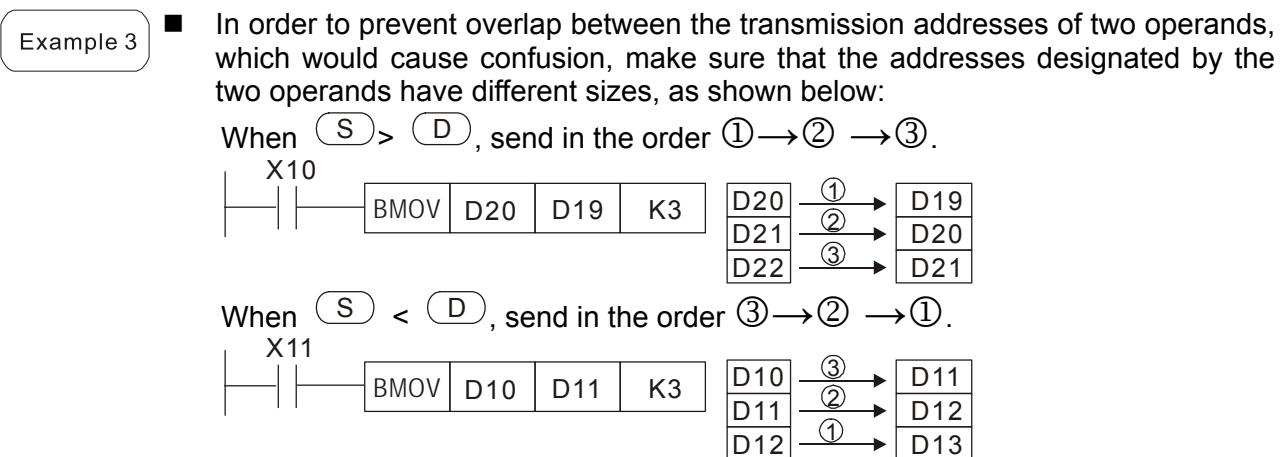 Example 3
■ In order to prevent overlap between the transmission addresses of two operands,
which would cause confusion, make sure that the addresses designated by the
two operands have different sizes, as shown below:
When S > D, send in the order ①→② →③.
X10
BMOV D20 D19 K3
D20 ① D19
D21 ② D20
D22 ③ D21
When S < D, send in the order ③→② →①.
X11
BMOV D10 D11 K3
D10 ③ D11
D11 ② D12
D12 ① D13